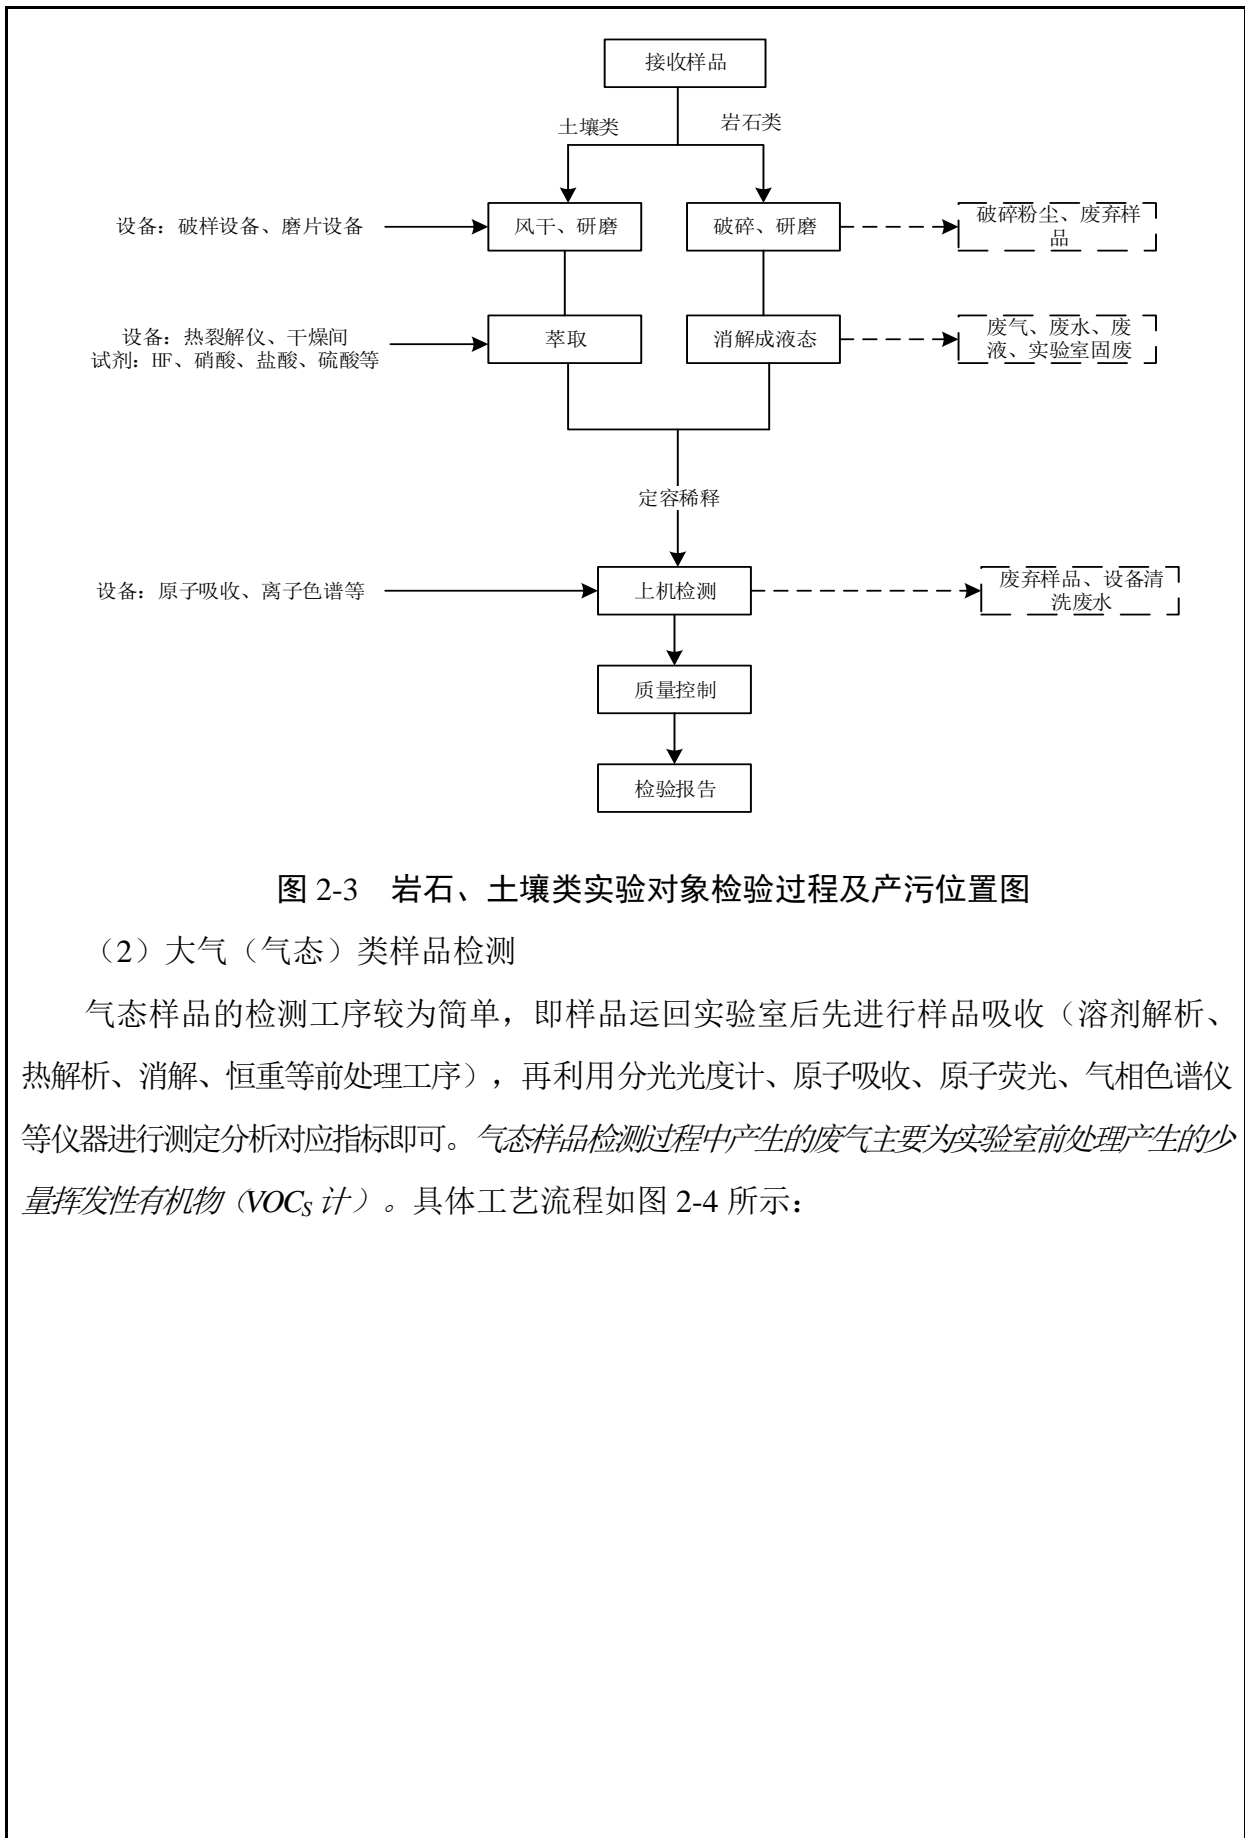 接收样品
土壤类
岩石类
设备：破样设备、磨片设备
风干、研磨
破碎、研磨
破碎粉尘、废弃样
品
设备：热裂解仪、干燥间
试剂：HF、硝酸、盐酸、硫酸等
萃取
消解成液态
废气、废水、废
液、实验室固废
定容稀释
设备：原子吸收、离子色谱等
上机检测
废弃样品、设备清
洗废水
质量控制
检验报告
图 2-3 岩石、土壤类实验对象检验过程及产污位置图
（2）大气（气态）类样品检测
气态样品的检测工序较为简单，即样品运回实验室后先进行样品吸收（溶剂解析、
热解析、消解、恒重等前处理工序），再利用分光光度计、原子吸收、原子荧光、气相色谱仪
等仪器进行测定分析对应指标即可。气态样品检测过程中产生的废气主要为实验室前处理产生的少
量挥发性有机物（VOCS 计）。具体工艺流程如图 2-4 所示：